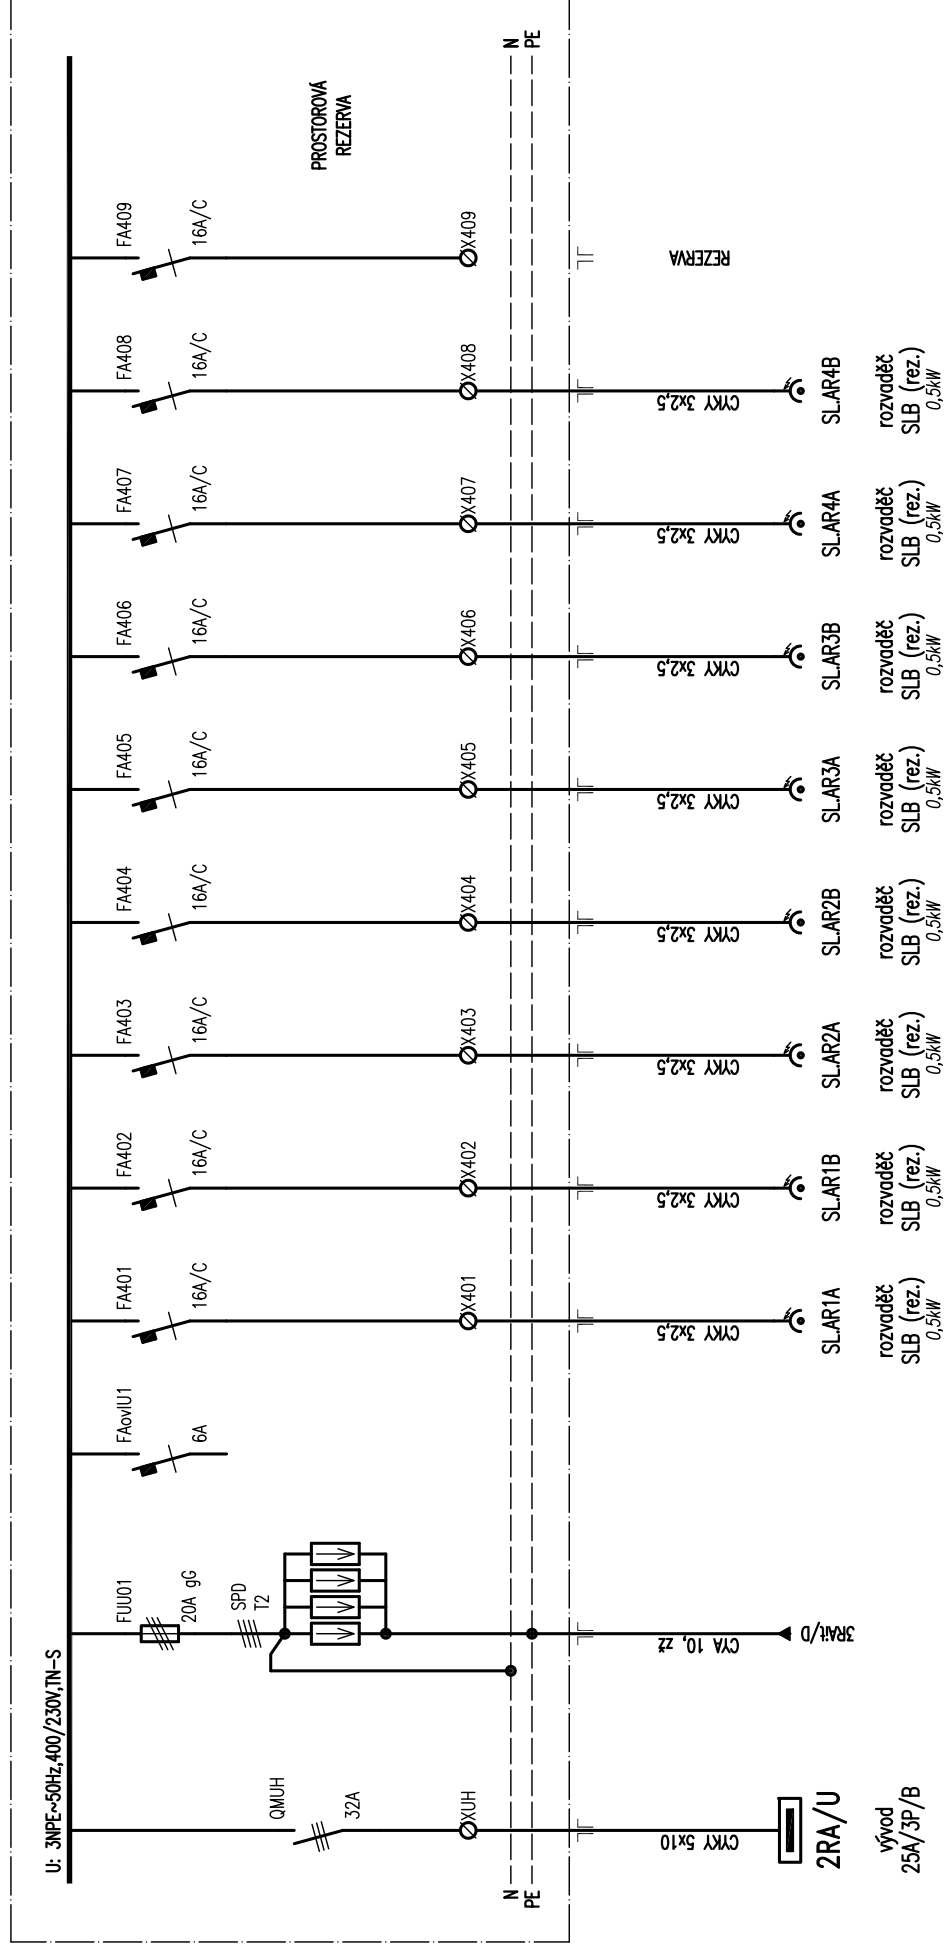 U: 3NPE~50Hz,400/230V,TN-S
QMUH
32A
XUH
N
PE
CYKY 5x10
2RA/U
vývod
25A/3P/B
FUU01
20A gG
SPD
T2
CYA 10, zž
3RAit/D
FAovlU1
6A
FA401
16A/C
X401
CYKY 3x2,5
SL.AR1A
rozvaděč
SLB (rez.)
0,5kW
FA402
16A/C
X402
CYKY 3x2,5
SL.AR1B
rozvaděč
SLB (rez.)
0,5kW
FA403
16A/C
X403
CYKY 3x2,5
SL.AR2A
rozvaděč
SLB (rez.)
0,5kW
FA404
16A/C
X404
CYKY 3x2,5
SL.AR2B
rozvaděč
SLB (rez.)
0,5kW
FA405
16A/C
X405
CYKY 3x2,5
SL.AR3A
rozvaděč
SLB (rez.)
0,5kW
FA406
16A/C
X406
CYKY 3x2,5
SL.AR3B
rozvaděč
SLB (rez.)
0,5kW
FA407
16A/C
X407
CYKY 3x2,5
SL.AR4A
rozvaděč
SLB (rez.)
0,5kW
FA408
16A/C
X408
CYKY 3x2,5
SL.AR4B
rozvaděč
SLB (rez.)
0,5kW
FA409
16A/C
X409
REZERVA
PROSTOROVÁ
REZERVA
N
PE